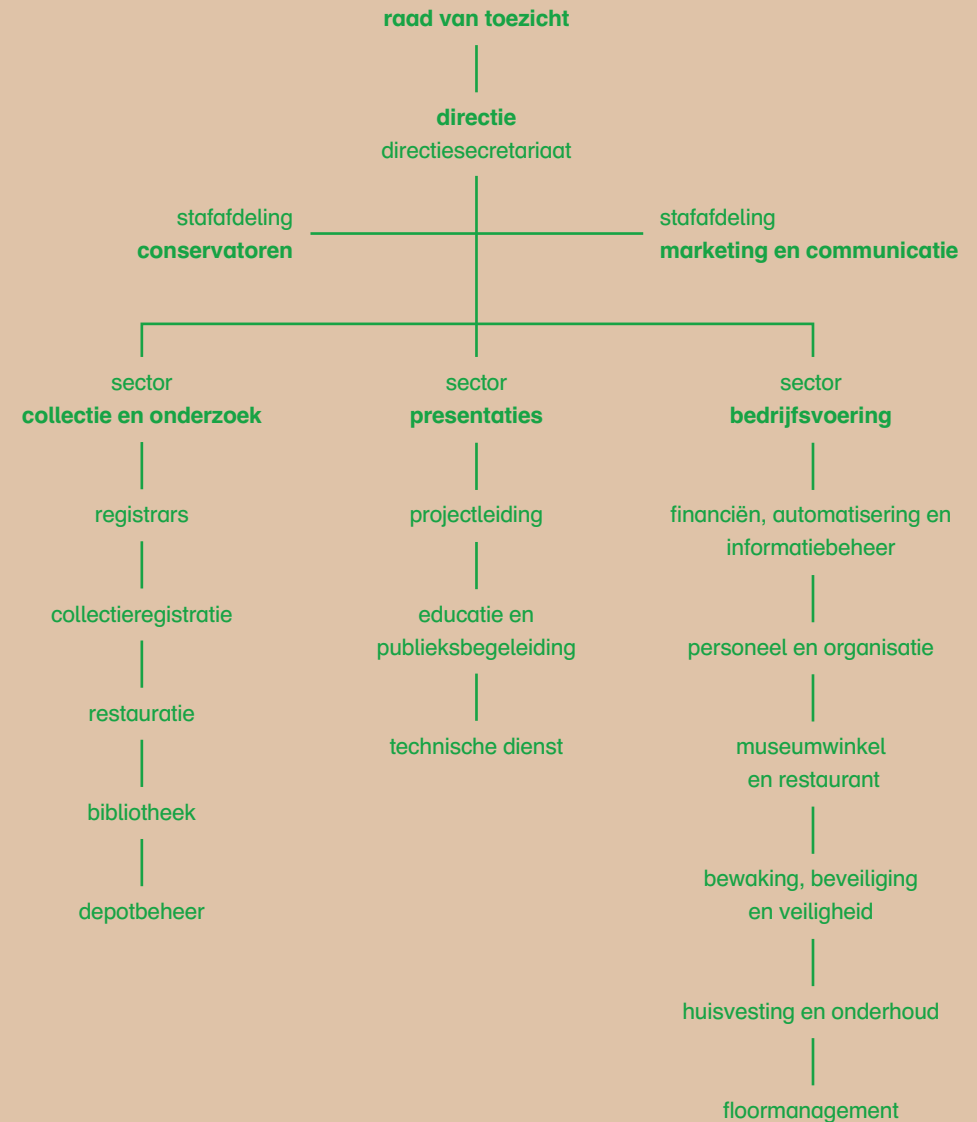 raad van toezicht
directie
directiesecretariaat
stafafdeling
conservatoren
stafafdeling
marketing en communicatie
sector
collectie en onderzoek
registrars
collectieregistratie
restauratie
bibliotheek
depotbeheer
sector
presentaties
projectleiding
educatie en
publieksbegeleiding
technische dienst
sector
bedrijfsvoering
financiën, automatisering en
informatiebeheer
personeel en organisatie
museumwinkel
en restaurant
bewaking, beveiliging
en veiligheid
huisvesting en onderhoud
floormanagement